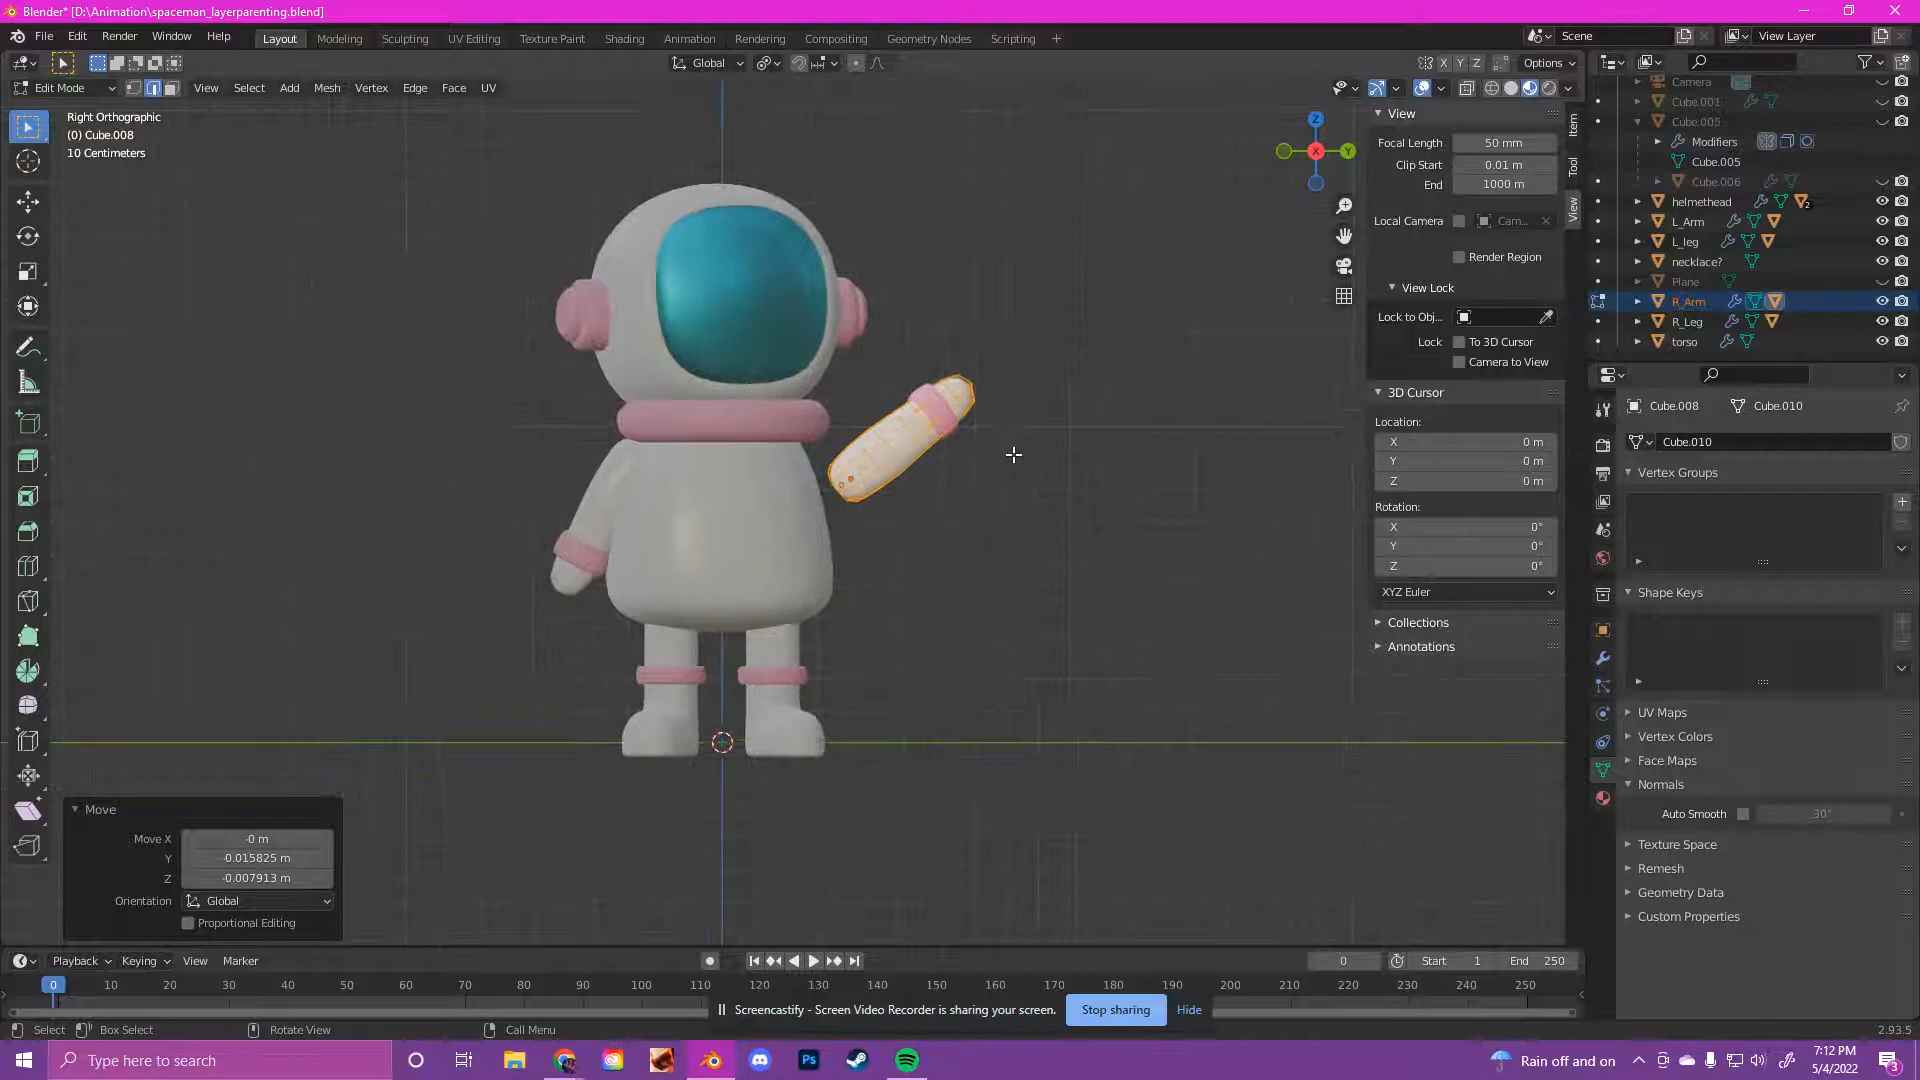 Blender* [D:\Animation\spaceman_layerparenting.blend]
File Edit Render Window Help Layout Modeling Sculpting UV Editing Texture Paint Shading Animation Rendering Compositing Geometry Nodes Scripting + Scene View Layer
Global X Y Z Options
Edit Mode View Select Add Mesh Vertex Edge Face UV
Right Orthographic
(0) Cube.008
10 Centimeters
Z
X Y
View
Focal Length 50 mm
Clip Start 0.01 m
End 1000 m
Local Camera Cam...
Render Region
View Lock
Lock to Obj...
Lock To 3D Cursor
Camera to View
3D Cursor
Location:
X 0 m
Y 0 m
Z 0 m
Rotation:
X 0°
Y 0°
Z 0°
XYZ Euler
Collections
Annotations
Item
Tool
View
Camera
Cube.001
Cube.005
Modifiers
Cube.005
Cube.006
helmethead 2
L_Arm
L_leg
necklace?
Plane
R_Arm
R_Leg
torso
Cube.008 Cube.010
Cube.010
Vertex Groups
Shape Keys
UV Maps
Vertex Colors
Face Maps
Normals
Auto Smooth 30°
Texture Space
Remesh
Geometry Data
Custom Properties
Move
Move X -0 m
Y 0.015825 m
Z -0.007913 m
Orientation Global
Proportional Editing
Playback Keying View Marker 0 Start 1 End 250
0 10 20 30 40 50 60 70 80 90 100 110 120 130 140 150 160 170 180 190 200 210 220 230 240 250
Screencastify - Screen Video Recorder is sharing your screen. Stop sharing Hide
Select Box Select Rotate View Call Menu 2.93.5
Type here to search Ps Rain off and on 7:12 PM
5/4/2022 3